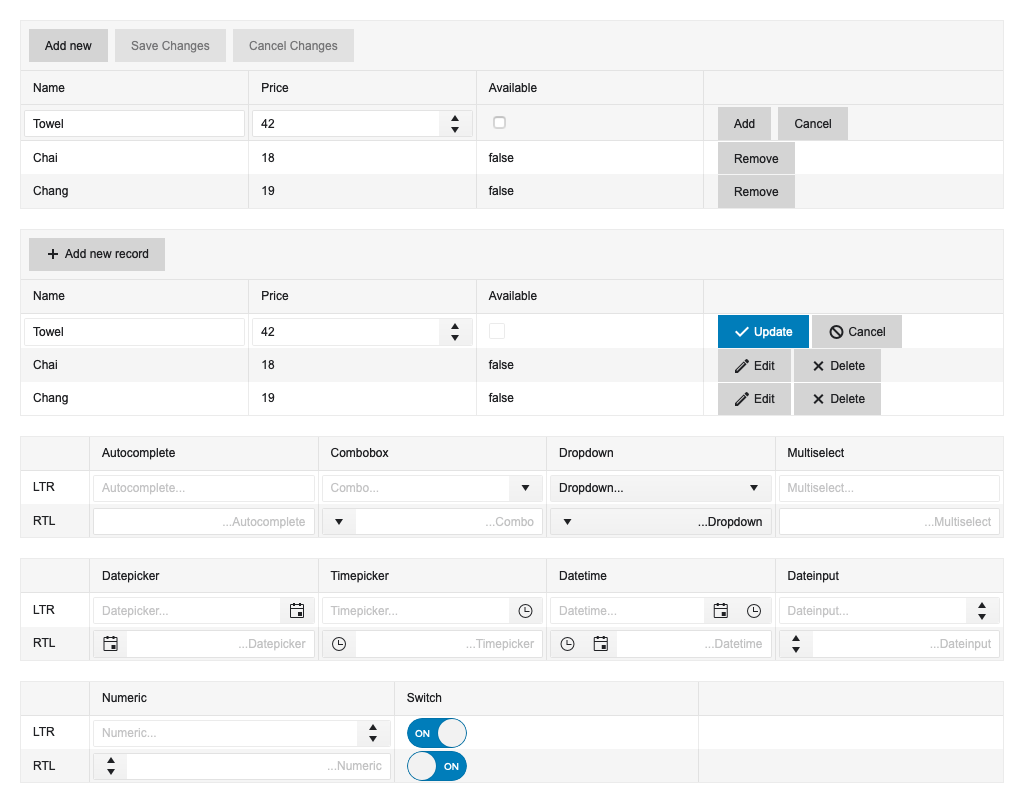 Add new Save Changes Cancel Changes
Name Price Available
Towel 42 Add Cancel
Chai 18 false Remove
Chang 19 false Remove
Add new record
Name Price Available
Towel 42 Update Cancel
Chai 18 false Edit Delete
Chang 19 false Edit Delete
Autocomplete Combobox Dropdown Multiselect
LTR Autocomplete... Combo... Dropdown... Multiselect...
RTL ...Autocomplete ...Combo ...Dropdown ...Multiselect
Datepicker Timepicker Datetime Dateinput
LTR Datepicker... Timepicker... Datetime... Dateinput...
RTL ...Datepicker ...Timepicker ...Datetime ...Dateinput
Numeric Switch
LTR Numeric... ON
RTL ...Numeric ON